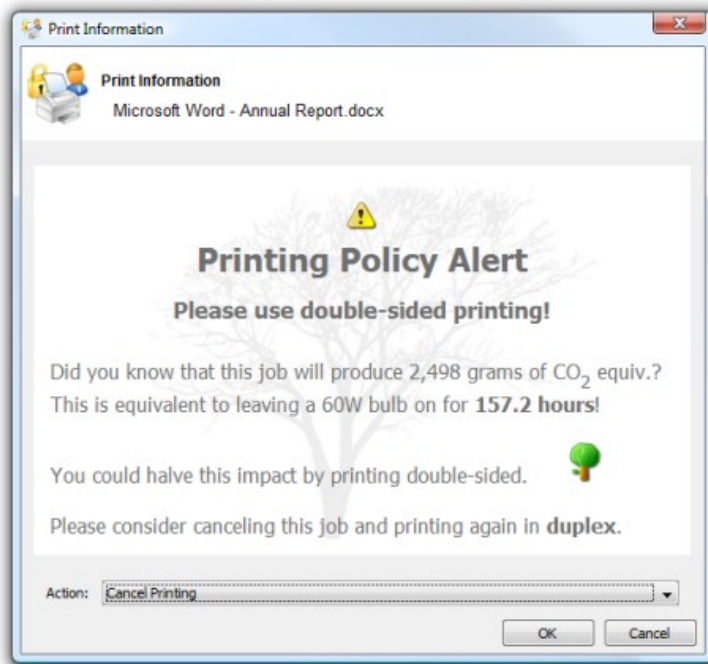 Print Information
Print Information
Microsoft Word - Annual Report.docx
Printing Policy Alert
Please use double-sided printing!
Did you know that this job will produce 2,498 grams of CO2 equiv.?
This is equivalent to leaving a 60W bulb on for 157.2 hours!
You could halve this impact by printing double-sided.
Please consider canceling this job and printing again in duplex.
Action: Cancel Printing
OK Cancel